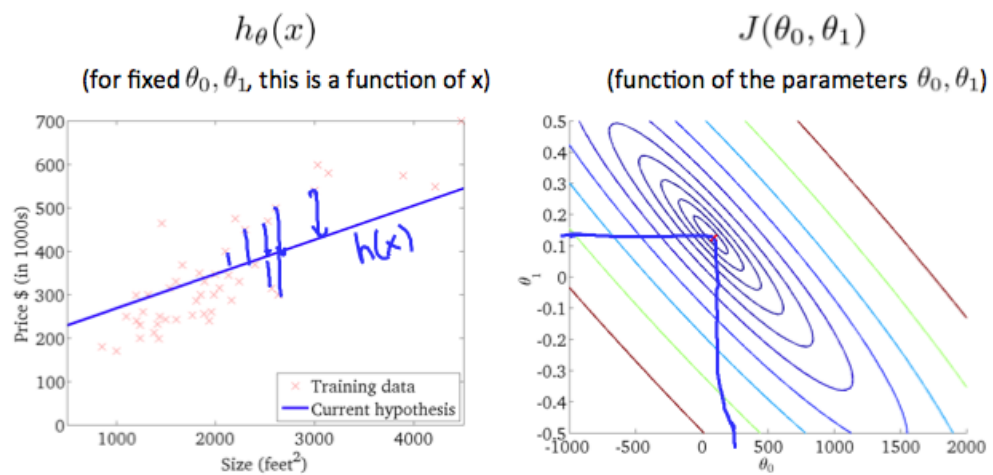 hθ(x)
(for fixed θ₀, θ₁, this is a function of x)
700
600
500
400
300
200
100
0
Price $ (in 1000s)
h(x)
Training data
Current hypothesis
1000
2000
3000
4000
Size (feet²)
J(θ₀, θ₁)
(function of the parameters θ₀, θ₁)
0.5
0.4
0.3
0.2
0.1
0
-0.1
-0.2
-0.3
-0.4
-0.5
θ₁
-1000
-500
0
500
1000
1500
2000
θ₀